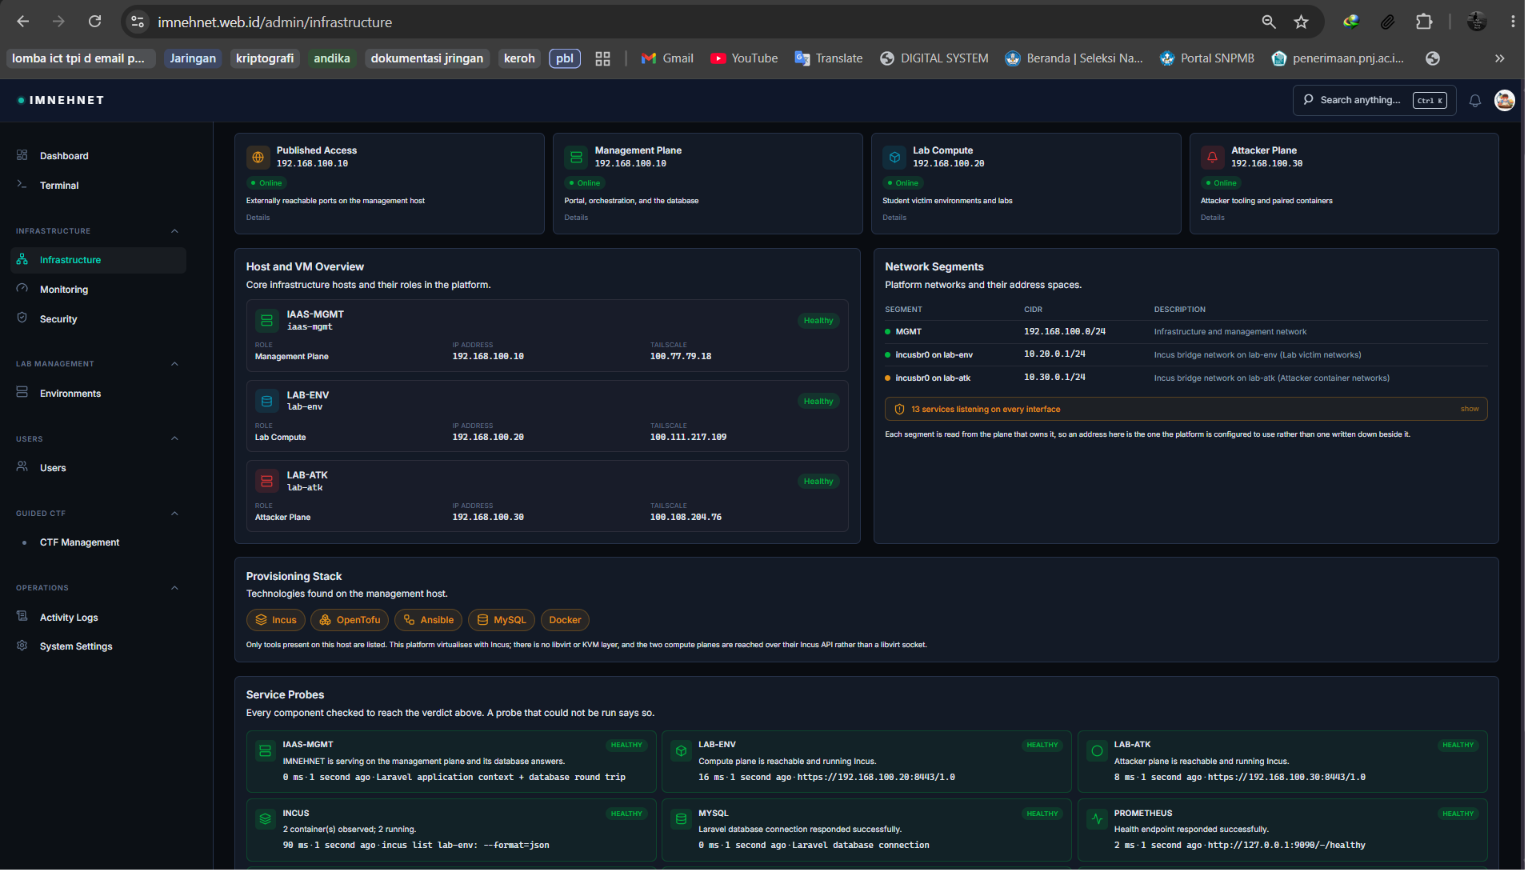 imnehnet.web.id/admin/infrastructure
lomba ict tpi d email p...
Jaringan
kriptografi
andika
dokumentasi jringan
keroh
pbl
Gmail
YouTube
Translate
DIGITAL SYSTEM
Beranda | Seleksi Na...
Portal SNPMB
penerimaan.pnj.ac.i...
IMNEHNET
Search anything...
Ctrl K
Dashboard
Terminal
INFRASTRUCTURE
Infrastructure
Monitoring
Security
LAB MANAGEMENT
Environments
USERS
Users
GUIDED CTF
CTF Management
OPERATIONS
Activity Logs
System Settings
Published Access
192.168.100.10
Online
Externally reachable ports on the management host
Details
Management Plane
192.168.100.10
Online
Portal, orchestration, and the database
Details
Lab Compute
192.168.100.20
Online
Student victim environments and labs
Details
Attacker Plane
192.168.100.30
Online
Attacker tooling and paired containers
Details
Host and VM Overview
Core infrastructure hosts and their roles in the platform.
IAAS-MGMT
iaas-mgmt
Healthy
ROLE IP ADDRESS TAILSCALE
Management Plane 192.168.100.10 100.77.79.18
LAB-ENV
lab-env
Healthy
ROLE IP ADDRESS TAILSCALE
Lab Compute 192.168.100.20 100.111.217.109
LAB-ATK
lab-atk
Healthy
ROLE IP ADDRESS TAILSCALE
Attacker Plane 192.168.100.30 100.108.204.76
Network Segments
Platform networks and their address spaces.
SEGMENT CIDR DESCRIPTION
MGMT 192.168.100.0/24 Infrastructure and management network
incusbr0 on lab-env 10.20.0.1/24 Incus bridge network on lab-env (Lab victim networks)
incusbr0 on lab-atk 10.30.0.1/24 Incus bridge network on lab-atk (Attacker container networks)
13 services listening on every interface show
Each segment is read from the plane that owns it, so an address here is the one the platform is configured to use rather than one written down beside it.
Provisioning Stack
Technologies found on the management host.
Incus
OpenTofu
Ansible
MySQL
Docker
Only tools present on this host are listed. This platform virtualises with Incus; there is no libvirt or KVM layer, and the two compute planes are reached over their Incus API rather than a libvirt socket.
Service Probes
Every component checked to reach the verdict above. A probe that could not be run says so.
IAAS-MGMT HEALTHY
IMNEHNET is serving on the management plane and its database answers.
0 ms·1 second ago·Laravel application context + database round trip
LAB-ENV HEALTHY
Compute plane is reachable and running Incus.
16 ms·1 second ago·https://192.168.100.20:8443/1.0
LAB-ATK HEALTHY
Attacker plane is reachable and running Incus.
8 ms·1 second ago·https://192.168.100.30:8443/1.0
INCUS HEALTHY
2 container(s) observed; 2 running.
90 ms·1 second ago·incus list lab-env: --format=json
MYSQL HEALTHY
Laravel database connection responded successfully.
0 ms·1 second ago·Laravel database connection
PROMETHEUS HEALTHY
Health endpoint responded successfully.
2 ms·1 second ago·http://127.0.0.1:9090/-/healthy